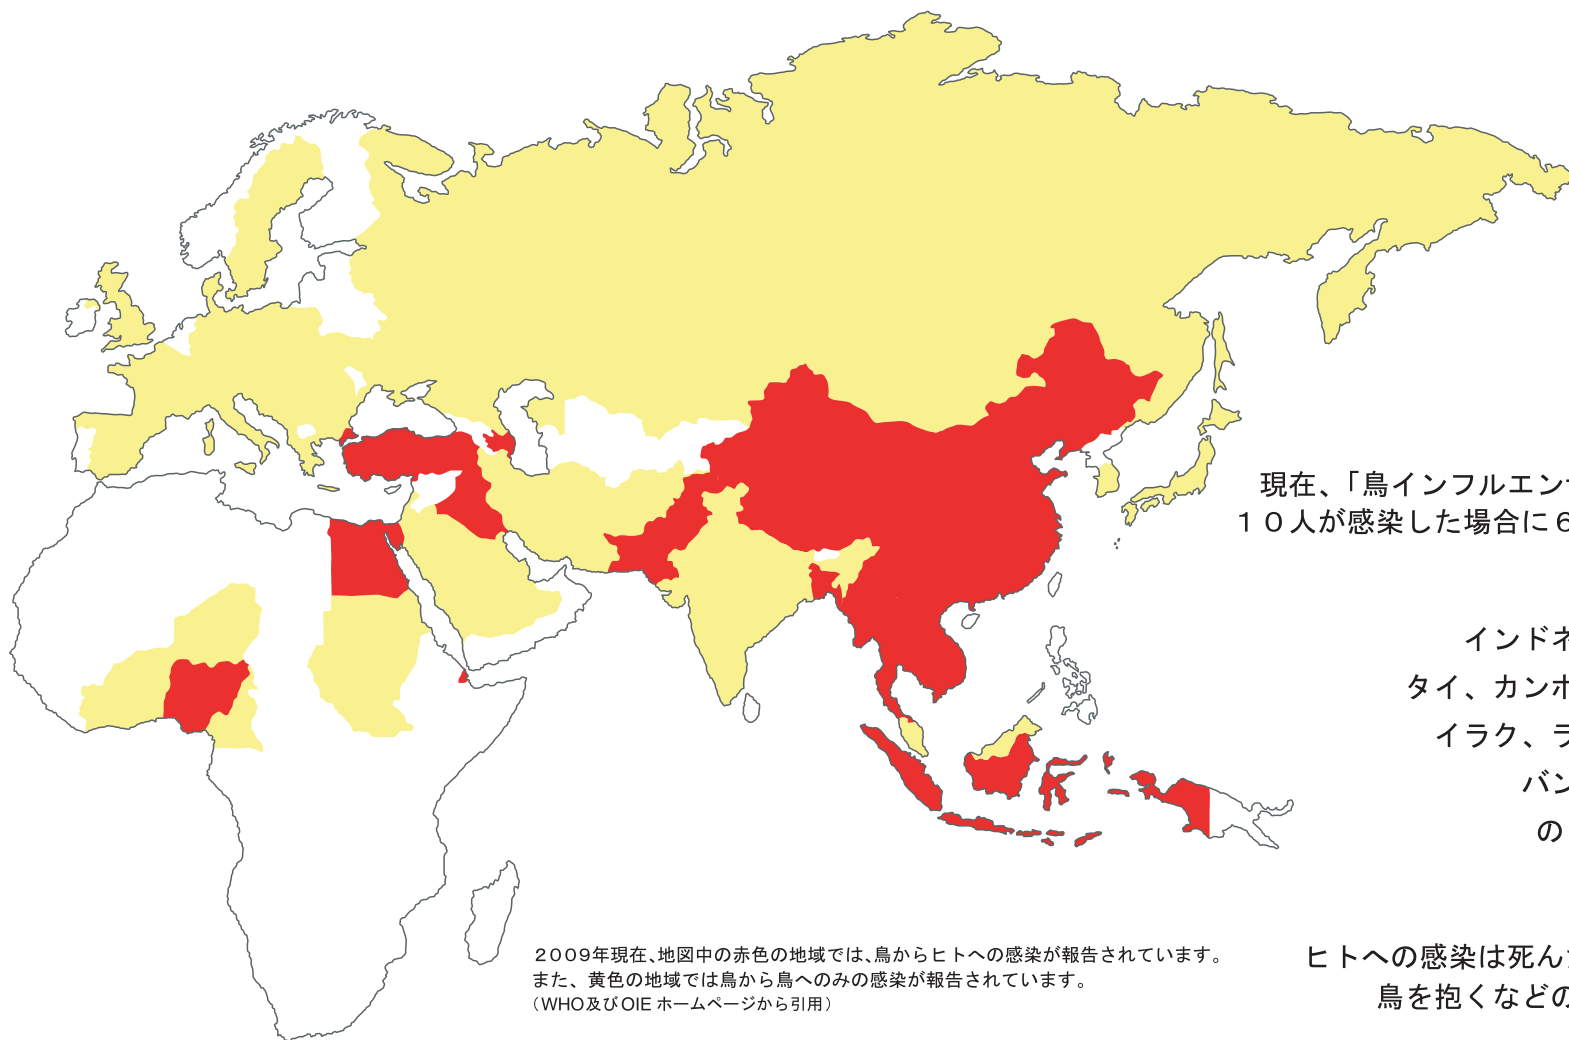 現在、「鳥インフルエン
１０人が感染した場合に６
インドネ
タイ、カンボ
イラク、ラ
バン
の
ヒトへの感染は死んだ
鳥を抱くなどの
２００９年現在、地図中の赤色の地域では、鳥からヒトへの感染が報告されています。
また、黄色の地域では鳥から鳥へのみの感染が報告されています。
（WHO及びOIE ホームページから引用）